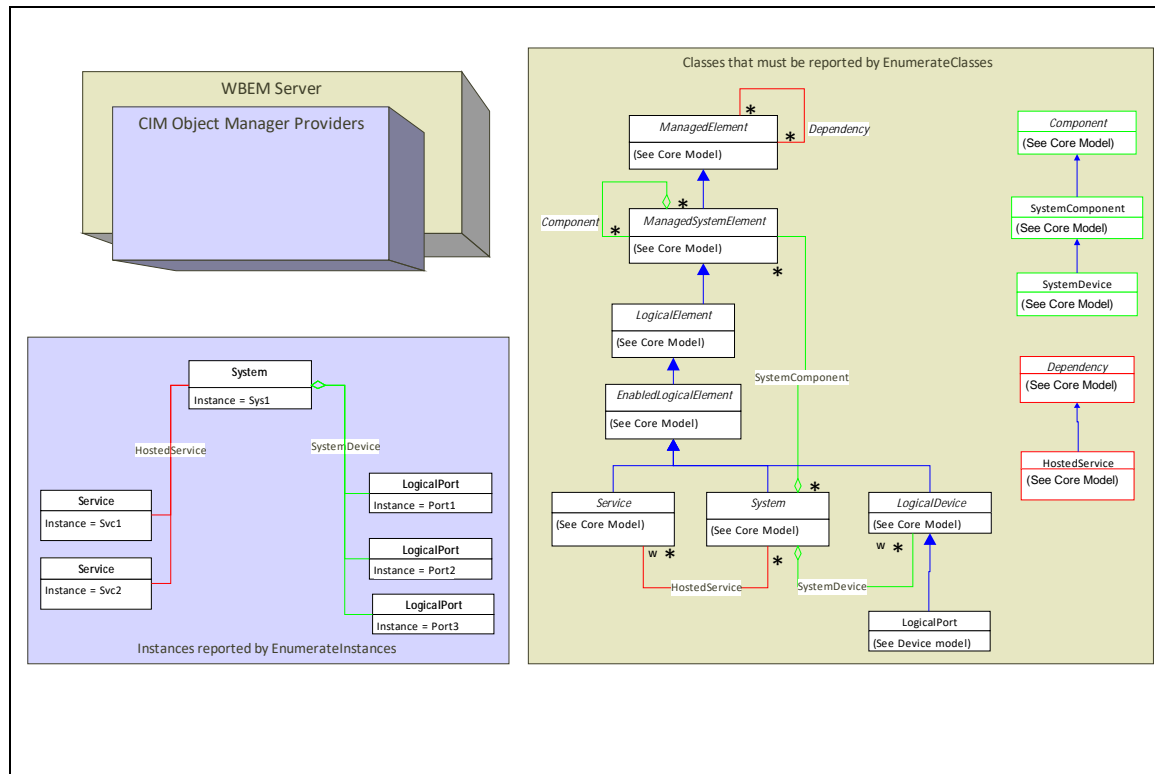 WBEM Server
CIM Object Manager Providers
Classes that must be reported by EnumerateClasses
*
ManagedElement
(See Core Model)
*
Dependency
Component
(See Core Model)
*
Component
*
ManagedSystemElement
(See Core Model)
*
SystemComponent
(See Core Model)
SystemDevice
(See Core Model)
LogicalElement
(See Core Model)
SystemComponent
EnabledLogicalElement
(See Core Model)
Dependency
(See Core Model)
HostedService
(See Core Model)
*
Service
(See Core Model)
w *
System
(See Core Model)
*
LogicalDevice
(See Core Model)
w *
HostedService
SystemDevice
LogicalPort
(See Device model)
System
Instance = Sys1
HostedService
SystemDevice
Service
Instance = Svc1
Service
Instance = Svc2
LogicalPort
Instance = Port1
LogicalPort
Instance = Port2
LogicalPort
Instance = Port3
Instances reported by EnumerateInstances